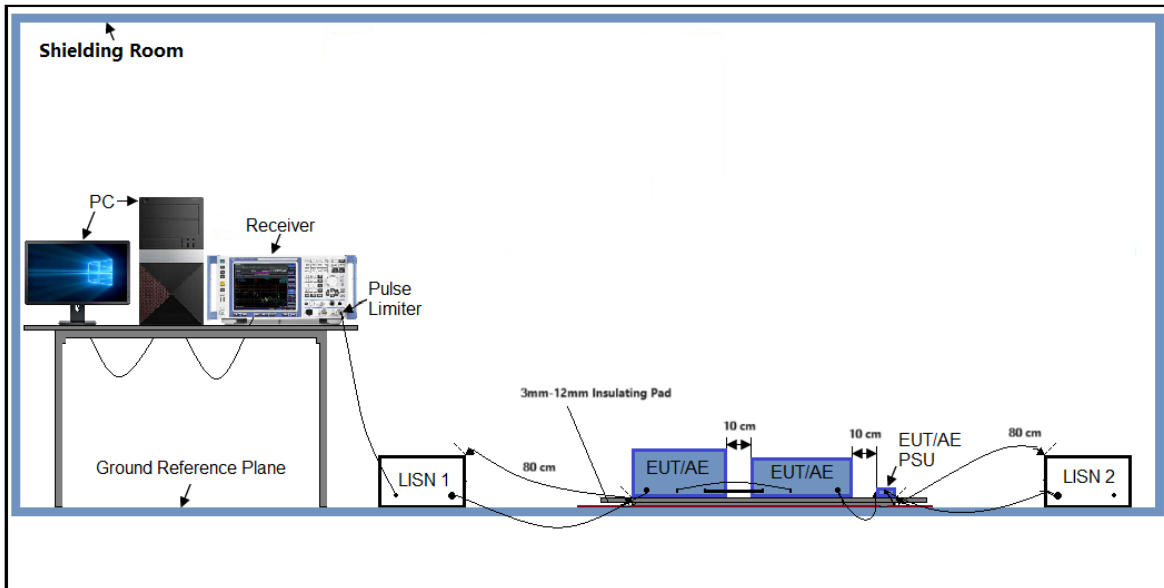 Shielding Room
PC
Receiver
Pulse
Limiter
3mm-12mm Insulating Pad
10 cm
10 cm
EUT/AE
PSU
80 cm
Ground Reference Plane
80 cm
LISN 1
EUT/AE
EUT/AE
LISN 2